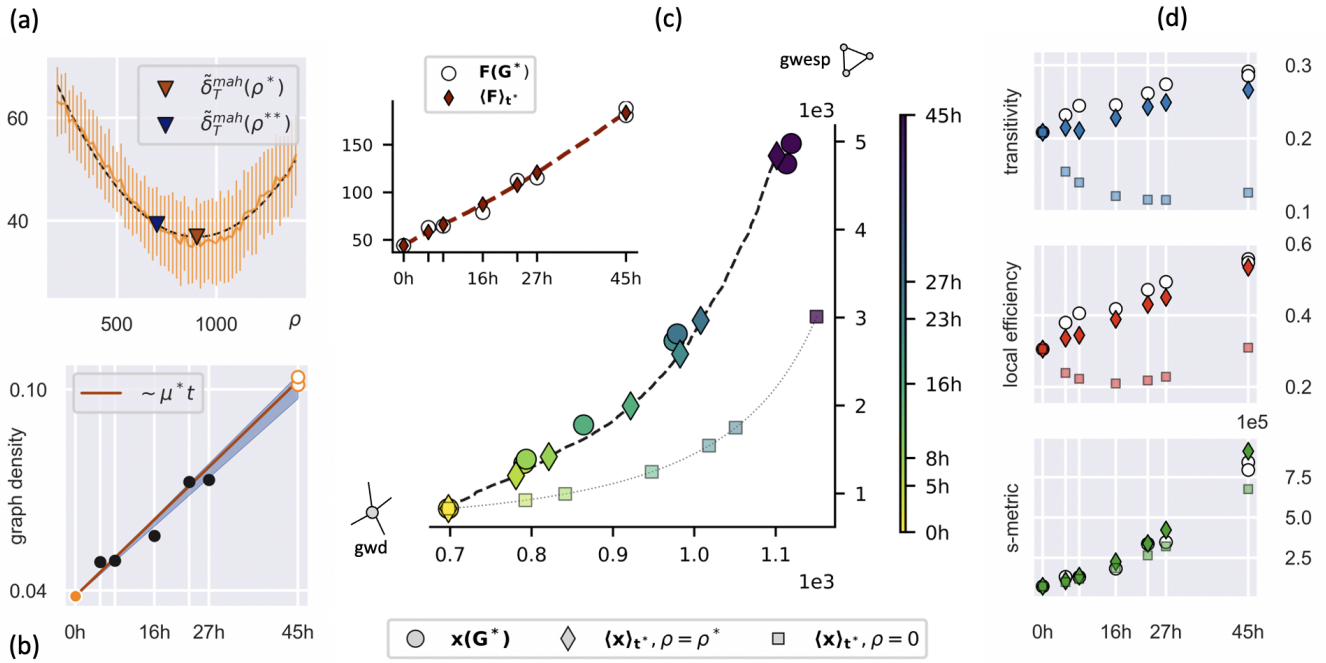 (a)
60
40
500
1000
ρ
δ̃_T^{mah}(ρ*)
δ̃_T^{mah}(ρ**)
(b)
graph density
0.10
0.04
~ μ*t
0h
16h
27h
45h
(c)
F(G*)
⟨F⟩_{t*}
150
100
50
0h
16h
27h
45h
gwesp
1e3
5
4
3
2
1
gwd
0.7
0.8
0.9
1.0
1.1
1e3
45h
27h
23h
16h
8h
5h
0h
x(G*)
⟨x⟩_{t*}, ρ = ρ*
⟨x⟩_{t*}, ρ = 0
(d)
transitivity
0.3
0.2
0.1
local efficiency
0.6
0.4
0.2
s-metric
1e5
7.5
5.0
2.5
0h
16h
27h
45h